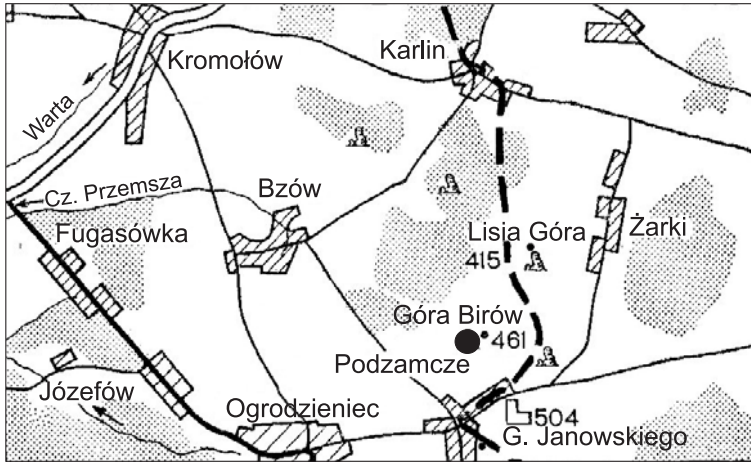 Kromołów
Karlin
Warta
Cz. Przemsza
Bzów
Fugasówka
Lisia Góra
Żarki
415
Góra Birów
461
Podzamcze
Józefów
Ogrodzieniec
504
G. Janowskiego